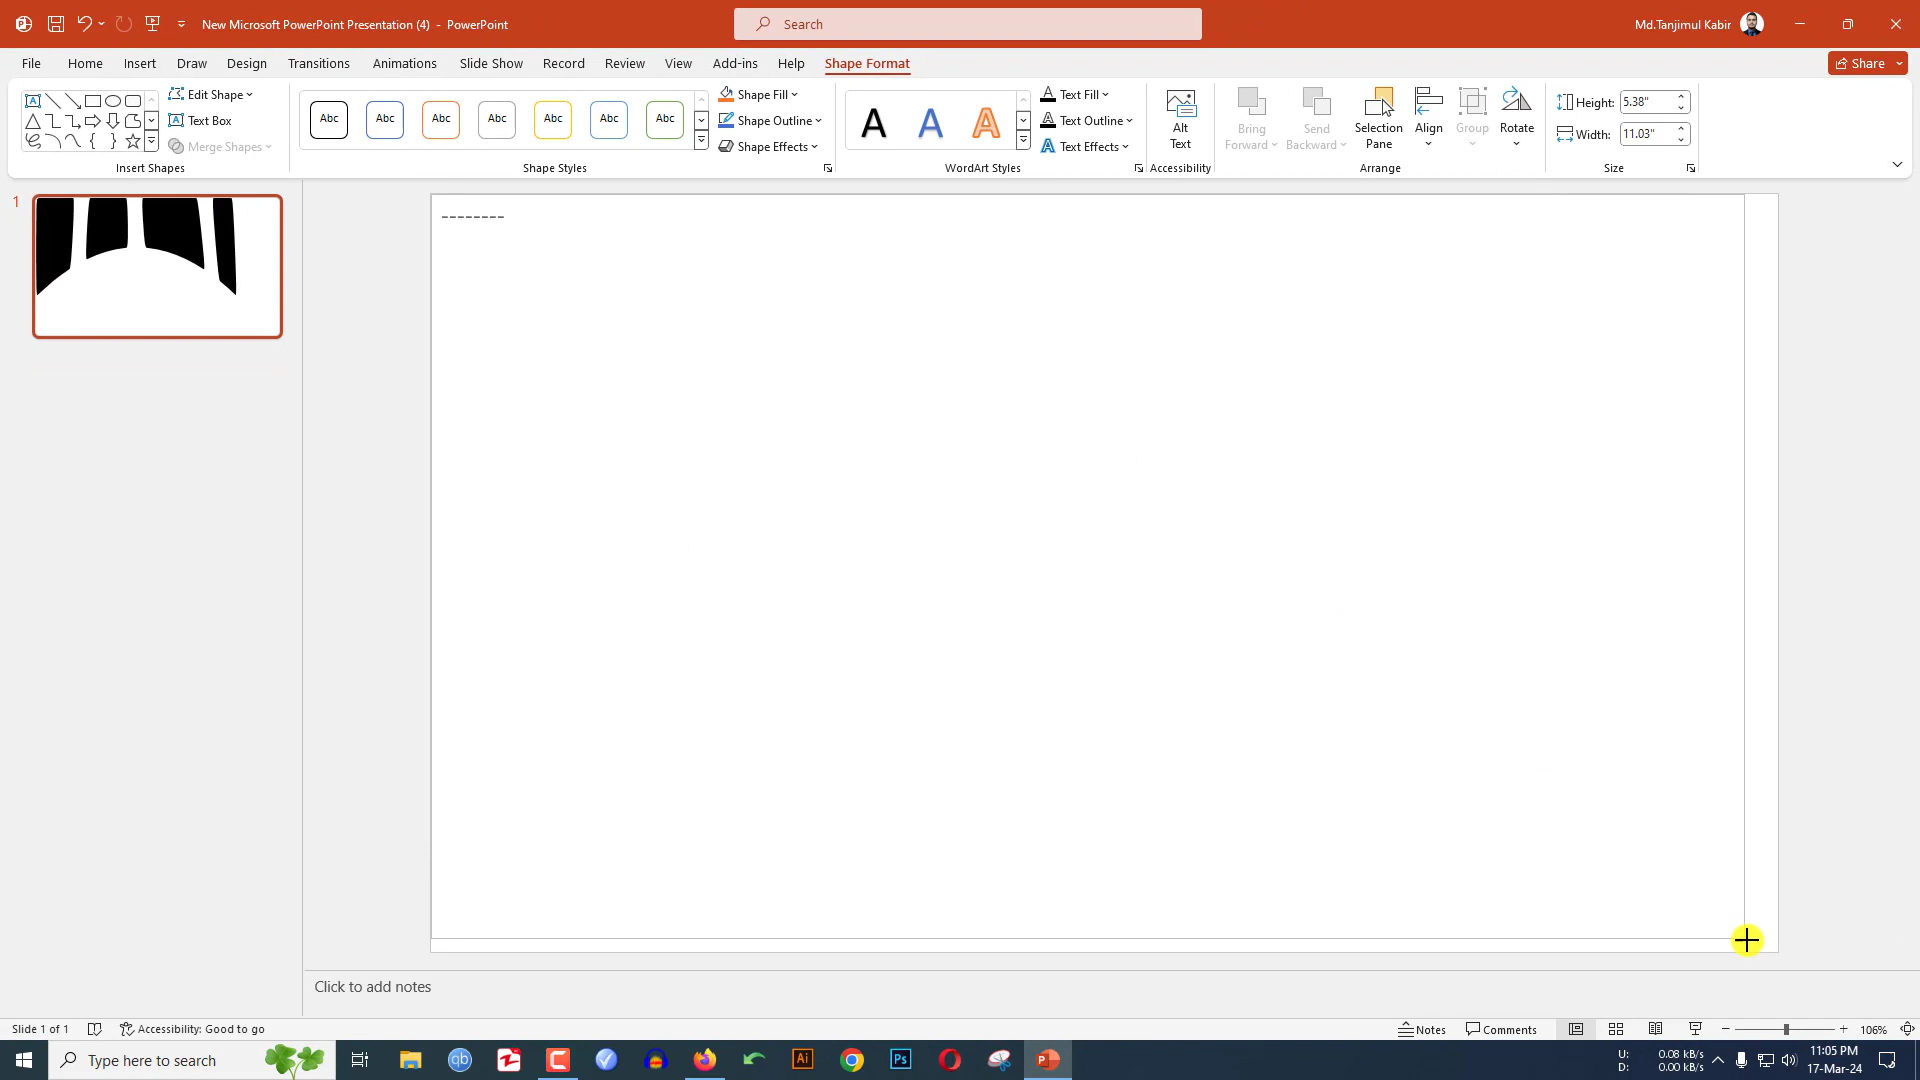 New Microsoft PowerPoint Presentation (4) - PowerPoint
Search
Md.Tanjimul Kabir
File Home Insert Draw Design Transitions Animations Slide Show Record Review View Add-ins Help Shape Format
Share
Edit Shape
Text Box
Merge Shapes
Insert Shapes
Abc Abc Abc Abc Abc Abc Abc
Shape Fill
Shape Outline
Shape Effects
Shape Styles
A A A
Text Fill
Text Outline
Text Effects
WordArt Styles
Alt
Text
Accessibility
Bring
Forward
Send
Backward
Selection
Pane
Align
Group
Rotate
Arrange
Height: 5.38"
Width: 11.03"
Size
1
--------
Click to add notes
Slide 1 of 1
Accessibility: Good to go
Notes
Comments
106%
Type here to search
qb
Ai
Ps
U: 0.08 kB/s
D: 0.00 kB/s
11:05 PM
17-Mar-24